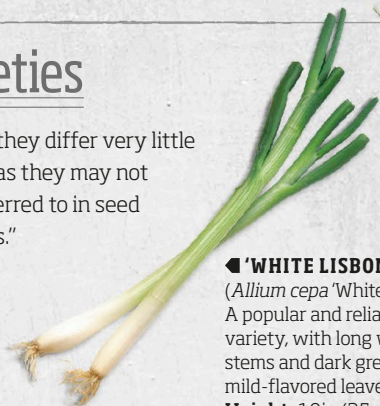 eties
they differ very little
as they may not
erred to in seed
s."
'WHITE LISBON
(Allium cepa 'White
A popular and relia
variety, with long w
stems and dark gre
mild-flavored leave